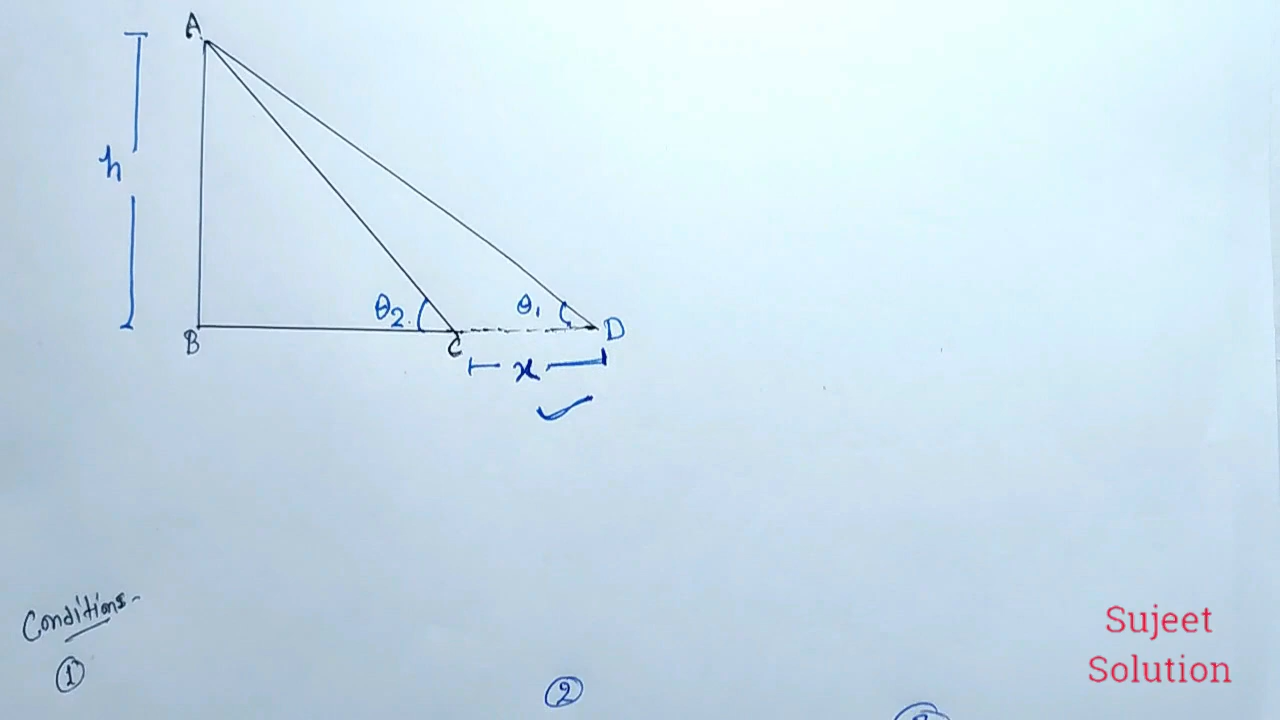 A
h
θ2
θ1
B
C
D
x
Conditions-
1
2
Sujeet
Solution